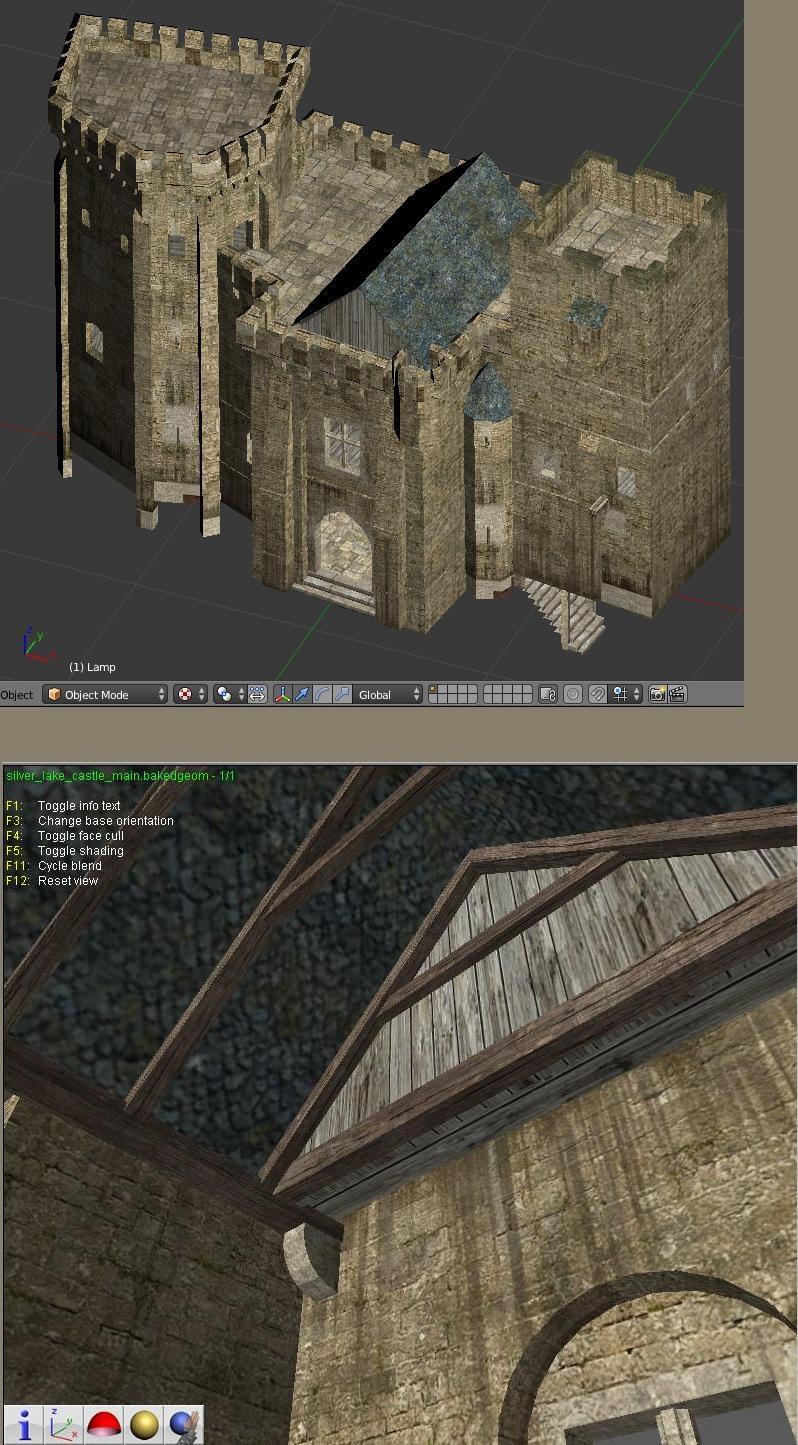 (1) Lamp
Object Object Mode Global
silver_lake_castle_main.bakedgeom - 1/1
F1: Toggle info text
F3: Change base orientation
F4: Toggle face cull
F5: Toggle shading
F11: Cycle blend
F12: Reset view